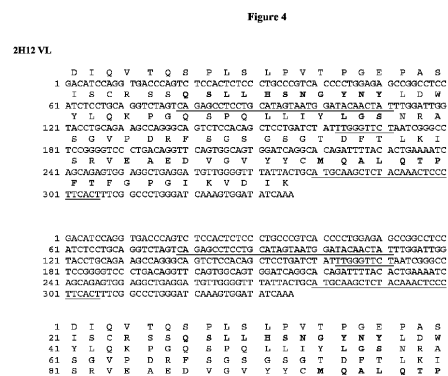 Figure 4
2H12 VL
D I Q V T Q S P L S L P V T P G E P A S
1 GACATCCAGG TGACCCAGTC TCCACTCTCC CTGCCCGTCA CCCCTGGAGA GCCGGCCTCC
I S C R S S Q S L L H S N G Y N Y L D W
61 ATCTCCTGCA GGTCTAGTCA GAGCCTCCTG CATAGTAATG GATACAACTA TTTGGATTGG
Y L Q K P G Q S P Q L L I Y L G S N R A
121 TACCTGCAGA AGCCAGGGCA GTCTCCACAG CTCCTGATCT ATTTGGGTTC TAATCGGGCC
S G V P D R F S G S G S G T D F T L K I
181 TCCGGGGTCC CTGACAGGTT CAGTGGCAGT GGATCAGGCA CAGATTTTAC ACTGAAAATC
S R V E A E D V G V Y Y C M Q A L Q T P
241 AGCAGAGTGG AGGCTGAGGA TGTTGGGGTT TATTACTGCA TGCAAGCTCT ACAAACTCCC
F T F G P G I K V D I K
301 TTCACTTTCG GCCCTGGGAT CAAAGTGGAT ATCAAA
1 GACATCCAGG TGACCCAGTC TCCACTCTCC CTGCCCGTCA CCCCTGGAGA GCCGGCCTCC
61 ATCTCCTGCA GGTCTAGTCA GAGCCTCCTG CATAGTAATG GATACAACTA TTTGGATTGG
121 TACCTGCAGA AGCCAGGGCA GTCTCCACAG CTCCTGATCT ATTTGGGTTC TAATCGGGCC
181 TCCGGGGTCC CTGACAGGTT CAGTGGCAGT GGATCAGGCA CAGATTTTAC ACTGAAAATC
241 AGCAGAGTGG AGGCTGAGGA TGTTGGGGTT TATTACTGCA TGCAAGCTCT ACAAACTCCC
301 TTCACTTTCG GCCCTGGGAT CAAAGTGGAT ATCAAA
1 D I Q V T Q S P L S L P V T P G E P A S
21 I S C R S S Q S L L H S N G Y N Y L D W
41 Y L Q K P G Q S P Q L L I Y L G S N R A
61 S G V P D R F S G S G S G T D F T L K I
81 S R V E A E D V G V Y Y C M Q A L Q T P